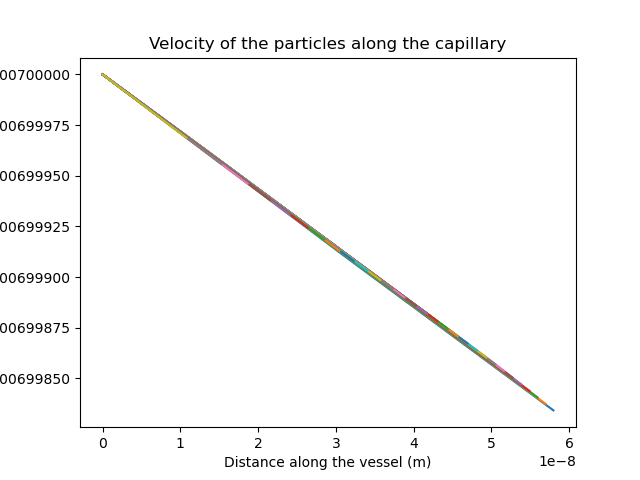 Velocity of the particles along the capillary
00700000
00699975
00699950
00699925
00699900
00699875
00699850
0 1 2 3 4 5 6
1e−8
Distance along the vessel (m)